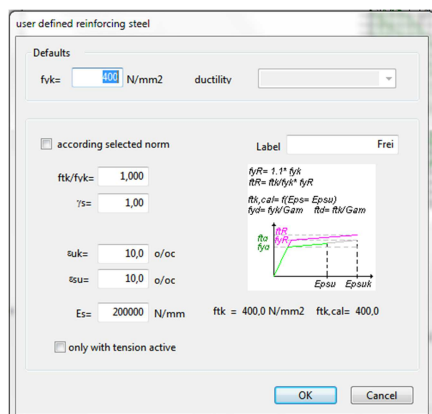 user defined reinforcing steel
Defaults
fyk= 400 N/mm2 ductility
according selected norm Label Frei
ftk/fyk= 1,000
γs= 1,00
fyR= 1.1* fyk
ftR= ftk/fyk* fyR
ftk,cal= f(Eps= Epsu)
fyd= fyk/Gam ftd= ftk/Gam
ftR
ftd fyR
fyd
Epsu Epsuk
εuk= 10,0 o/oc
εsu= 10,0 o/oc
Es= 200000 N/mm ftk = 400,0 N/mm2 ftk,cal= 400,0
only with tension active
OK Cancel